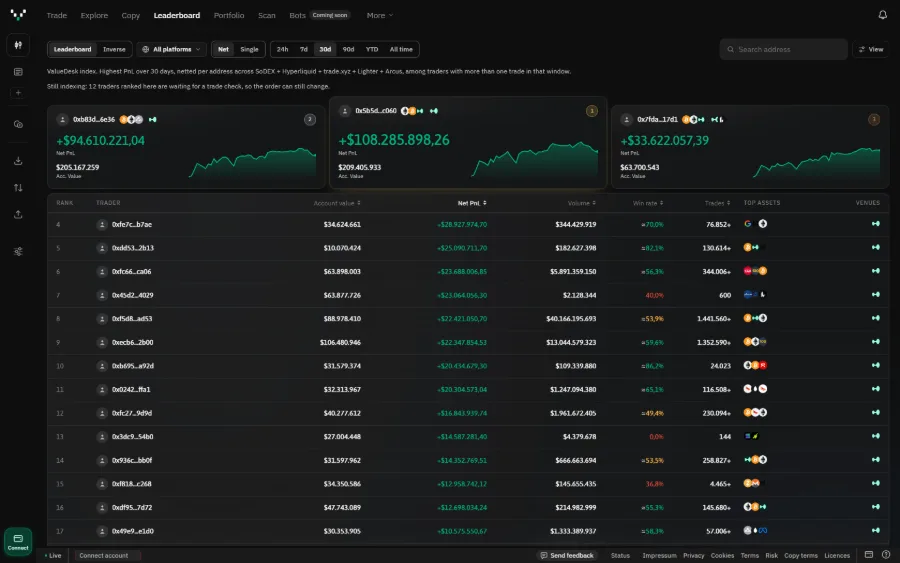 Trade Explore Copy Leaderboard Portfolio Scan Bots Coming soon More
Leaderboard Inverse All platforms Net Single 24h 7d 30d 90d YTD All time Search address View
ValueDesk index. Highest PnL over 30 days, netted per address across SoDEX + Hyperliquid + trade.xyz + Lighter + Arcus, among traders with more than one trade in that window.
Still indexing: 12 traders ranked here are waiting for a trade check, so the order can still change.
0xb83d...6e36 2
+$94.610.221,04
Net PnL
$205.167.259
Acc. Value
0x5b5d...c060 1
+$108.285.898,26
Net PnL
$209.405.933
Acc. Value
0x7fda...17d1 3
+$33.622.057,39
Net PnL
$63.700.543
Acc. Value
RANK TRADER Account value Net PnL Volume Win rate Trades TOP ASSETS VENUES
4 0xfe7c...b7ae $34.624.661 +$28.927.974,70 $344.429.919 ≈70,0% 76.852+
5 0xdd53...2b13 $10.070.424 +$25.090.711,70 $182.627.398 ≈82,1% 130.614+
6 0xfc66...ca06 $63.898.003 +$23.688.006,85 $5.891.359.150 ≈56,3% 344.006+
7 0x45d2...4029 $63.877.726 +$23.064.056,30 $2.128.344 40,0% 600
8 0xf5d8...ad53 $88.978.410 +$22.421.050,70 $40.166.195.693 ≈53,9% 1.441.560+
9 0xecb6...2b00 $106.480.946 +$22.347.854,53 $13.044.579.323 ≈59,6% 1.352.590+
10 0xb695...a92d $31.579.374 +$20.434.679,30 $109.339.880 ≈86,2% 24.023
11 0x0242...ffa1 $32.313.967 +$20.304.573,04 $1.247.094.380 ≈65,1% 116.508+
12 0xfc27...9d9d $40.277.612 +$16.843.939,74 $1.961.672.405 ≈49,4% 230.094+
13 0x3dc9...54b0 $27.004.448 +$14.587.281,40 $4.379.678 0,0% 144
14 0x936c...bb0f $31.597.962 +$14.352.769,51 $666.663.694 ≈53,5% 258.827+
15 0xf818...c268 $34.350.586 +$12.958.742,12 $145.655.435 36,8% 4.465+
16 0xdf95...7d72 $47.743.089 +$12.698.034,24 $214.982.999 ≈55,3% 145.680+
17 0x49e9...e1d0 $30.353.905 +$10.575.550,67 $1.333.389.937 ≈58,3% 57.006+
Connect
Live Connect account Send feedback Status Impressum Privacy Cookies Terms Risk Copy terms Licences